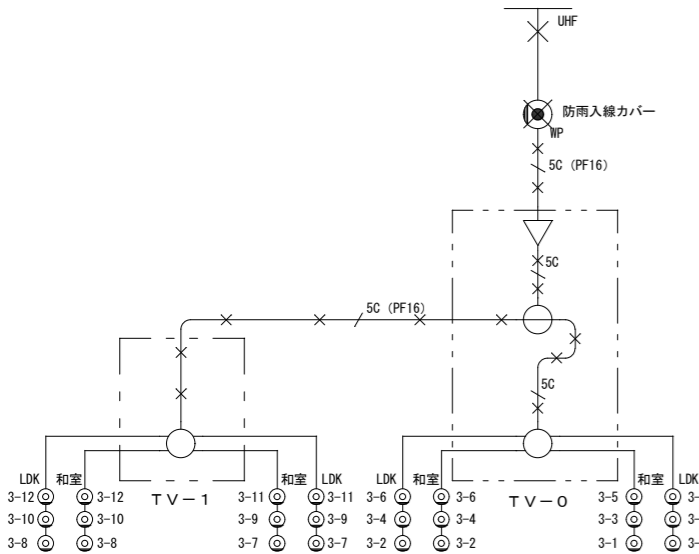 UHF
防雨入線カバー
WP
5C (PF16)
5C
5C (PF16)
5C
LDK 和室 和室 LDK LDK 和室 和室 LDK
3-12 3-12 3-11 3-11 3-6 3-6 3-5 3-
TV-1 TV-0
3-10 3-10 3-9 3-9 3-4 3-4 3-3 3-
3-8 3-8 3-7 3-7 3-2 3-2 3-1 3-